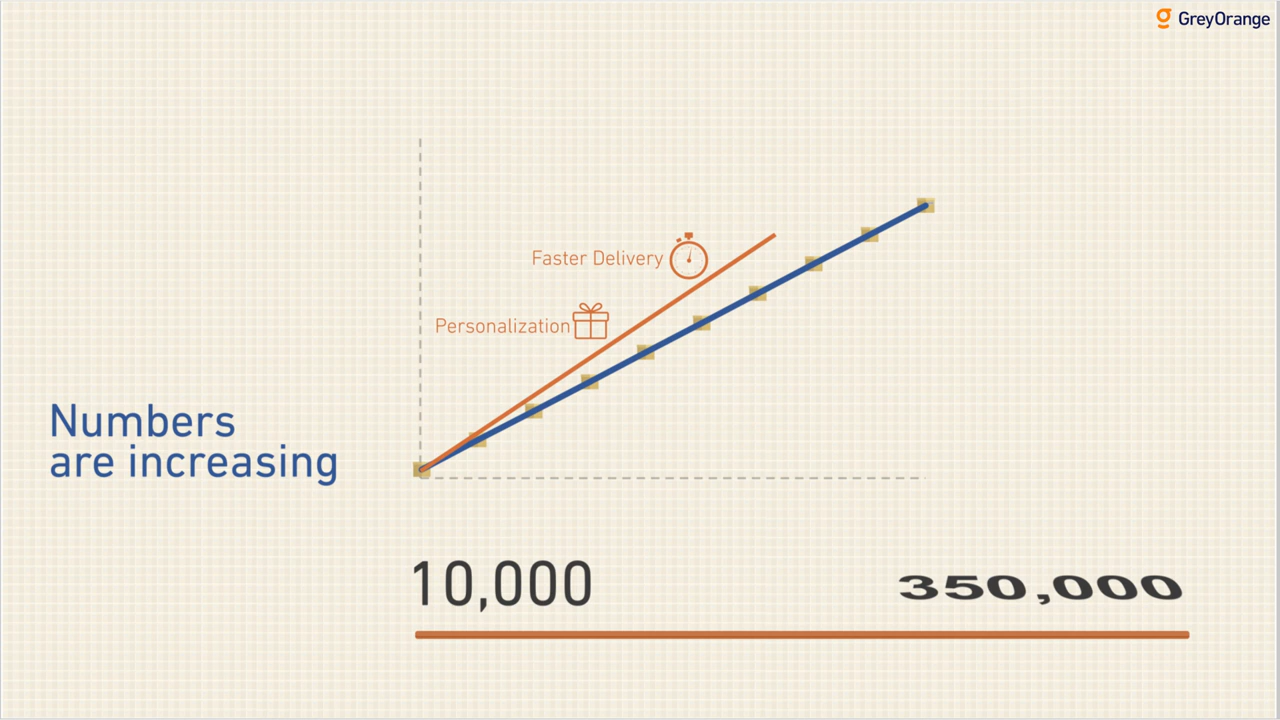 GreyOrange
Faster Delivery
Personalization
Numbers
are increasing
10,000
350,000